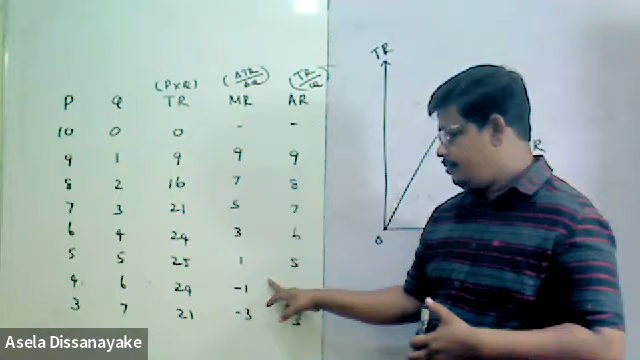 (PxQ) (ΔTR/ΔQ) (TR/Q)
P Q TR MR AR
10 0 0 - -
9 1 9 9 9
8 2 16 7 8
7 3 21 5 7
6 4 24 3 6
5 5 25 1 5
4 6 24 -1
3 7 21 -3 3
TR
R
0
Asela Dissanayake